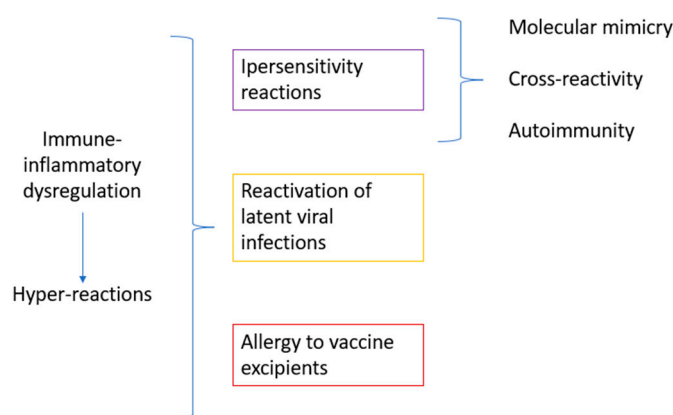 Immune-
inflammatory
dysregulation
Hyper-reactions
Ipersensitivity
reactions
Reactivation of
latent viral
infections
Allergy to vaccine
excipients
Molecular mimicry
Cross-reactivity
Autoimmunity